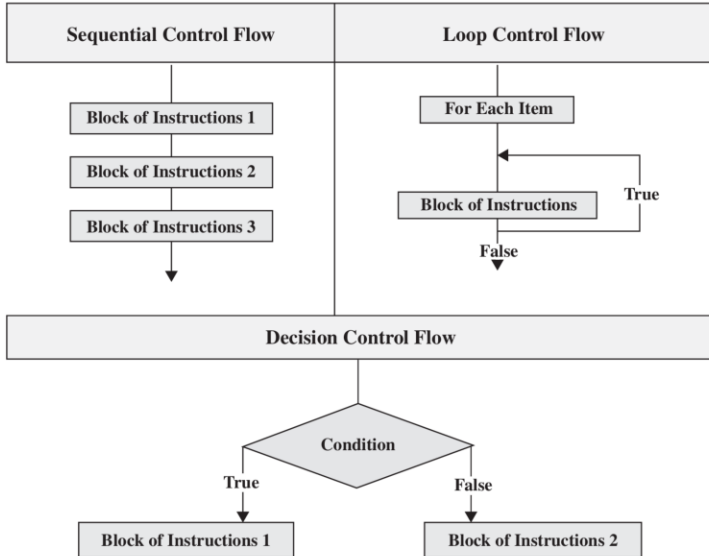 Sequential Control Flow
Block of Instructions 1
Block of Instructions 2
Block of Instructions 3
Loop Control Flow
For Each Item
Block of Instructions
True
False
Decision Control Flow
Condition
True
False
Block of Instructions 1
Block of Instructions 2